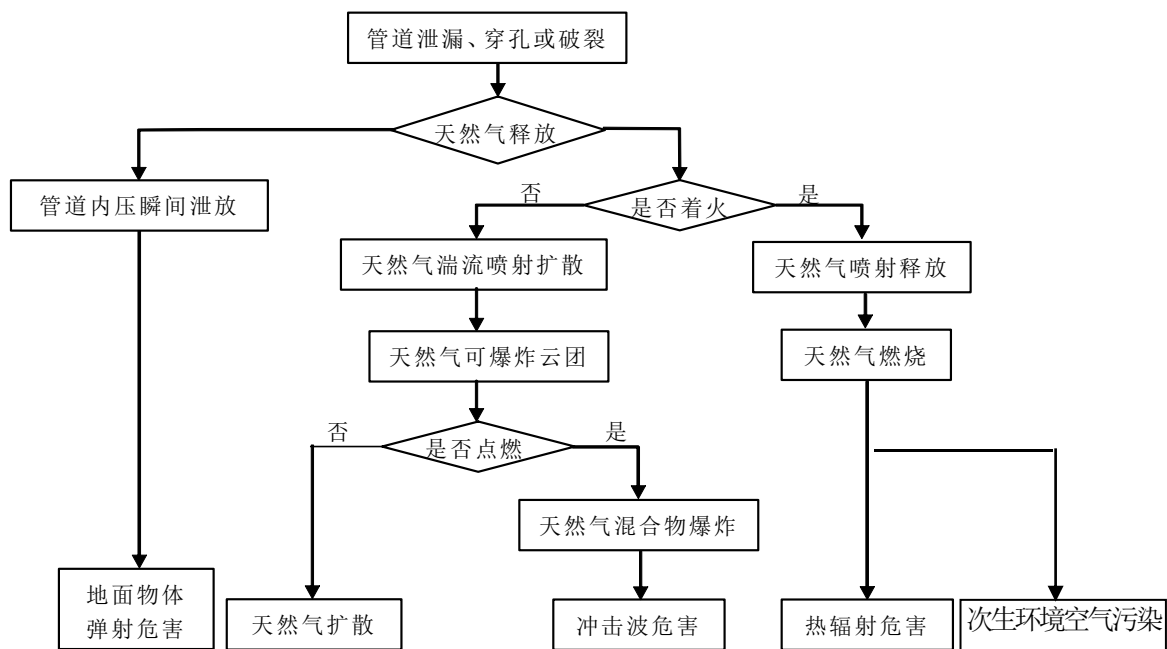 管道泄漏、穿孔或破裂
天然气释放
管道内压瞬间泄放
否
是否着火
是
天然气湍流喷射扩散
天然气喷射释放
天然气可爆炸云团
天然气燃烧
否
是否点燃
是
天然气混合物爆炸
地面物体
弹射危害
天然气扩散
冲击波危害
热辐射危害
次生环境空气污染